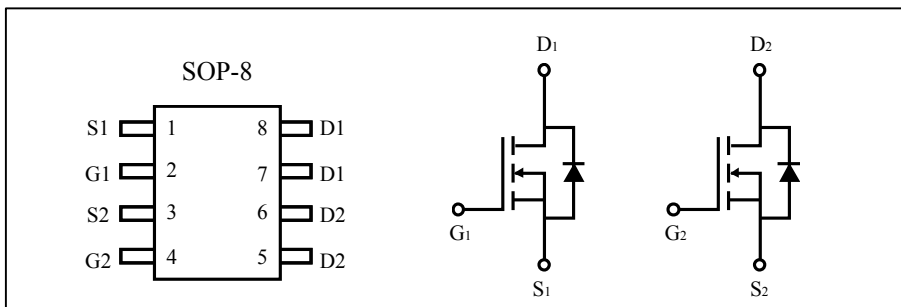 D1 D2
SOP-8
S1 1 8 D1
G1 2 7 D1
S2 3 6 D2
G2 4 5 D2
G1 G2
S1 S2